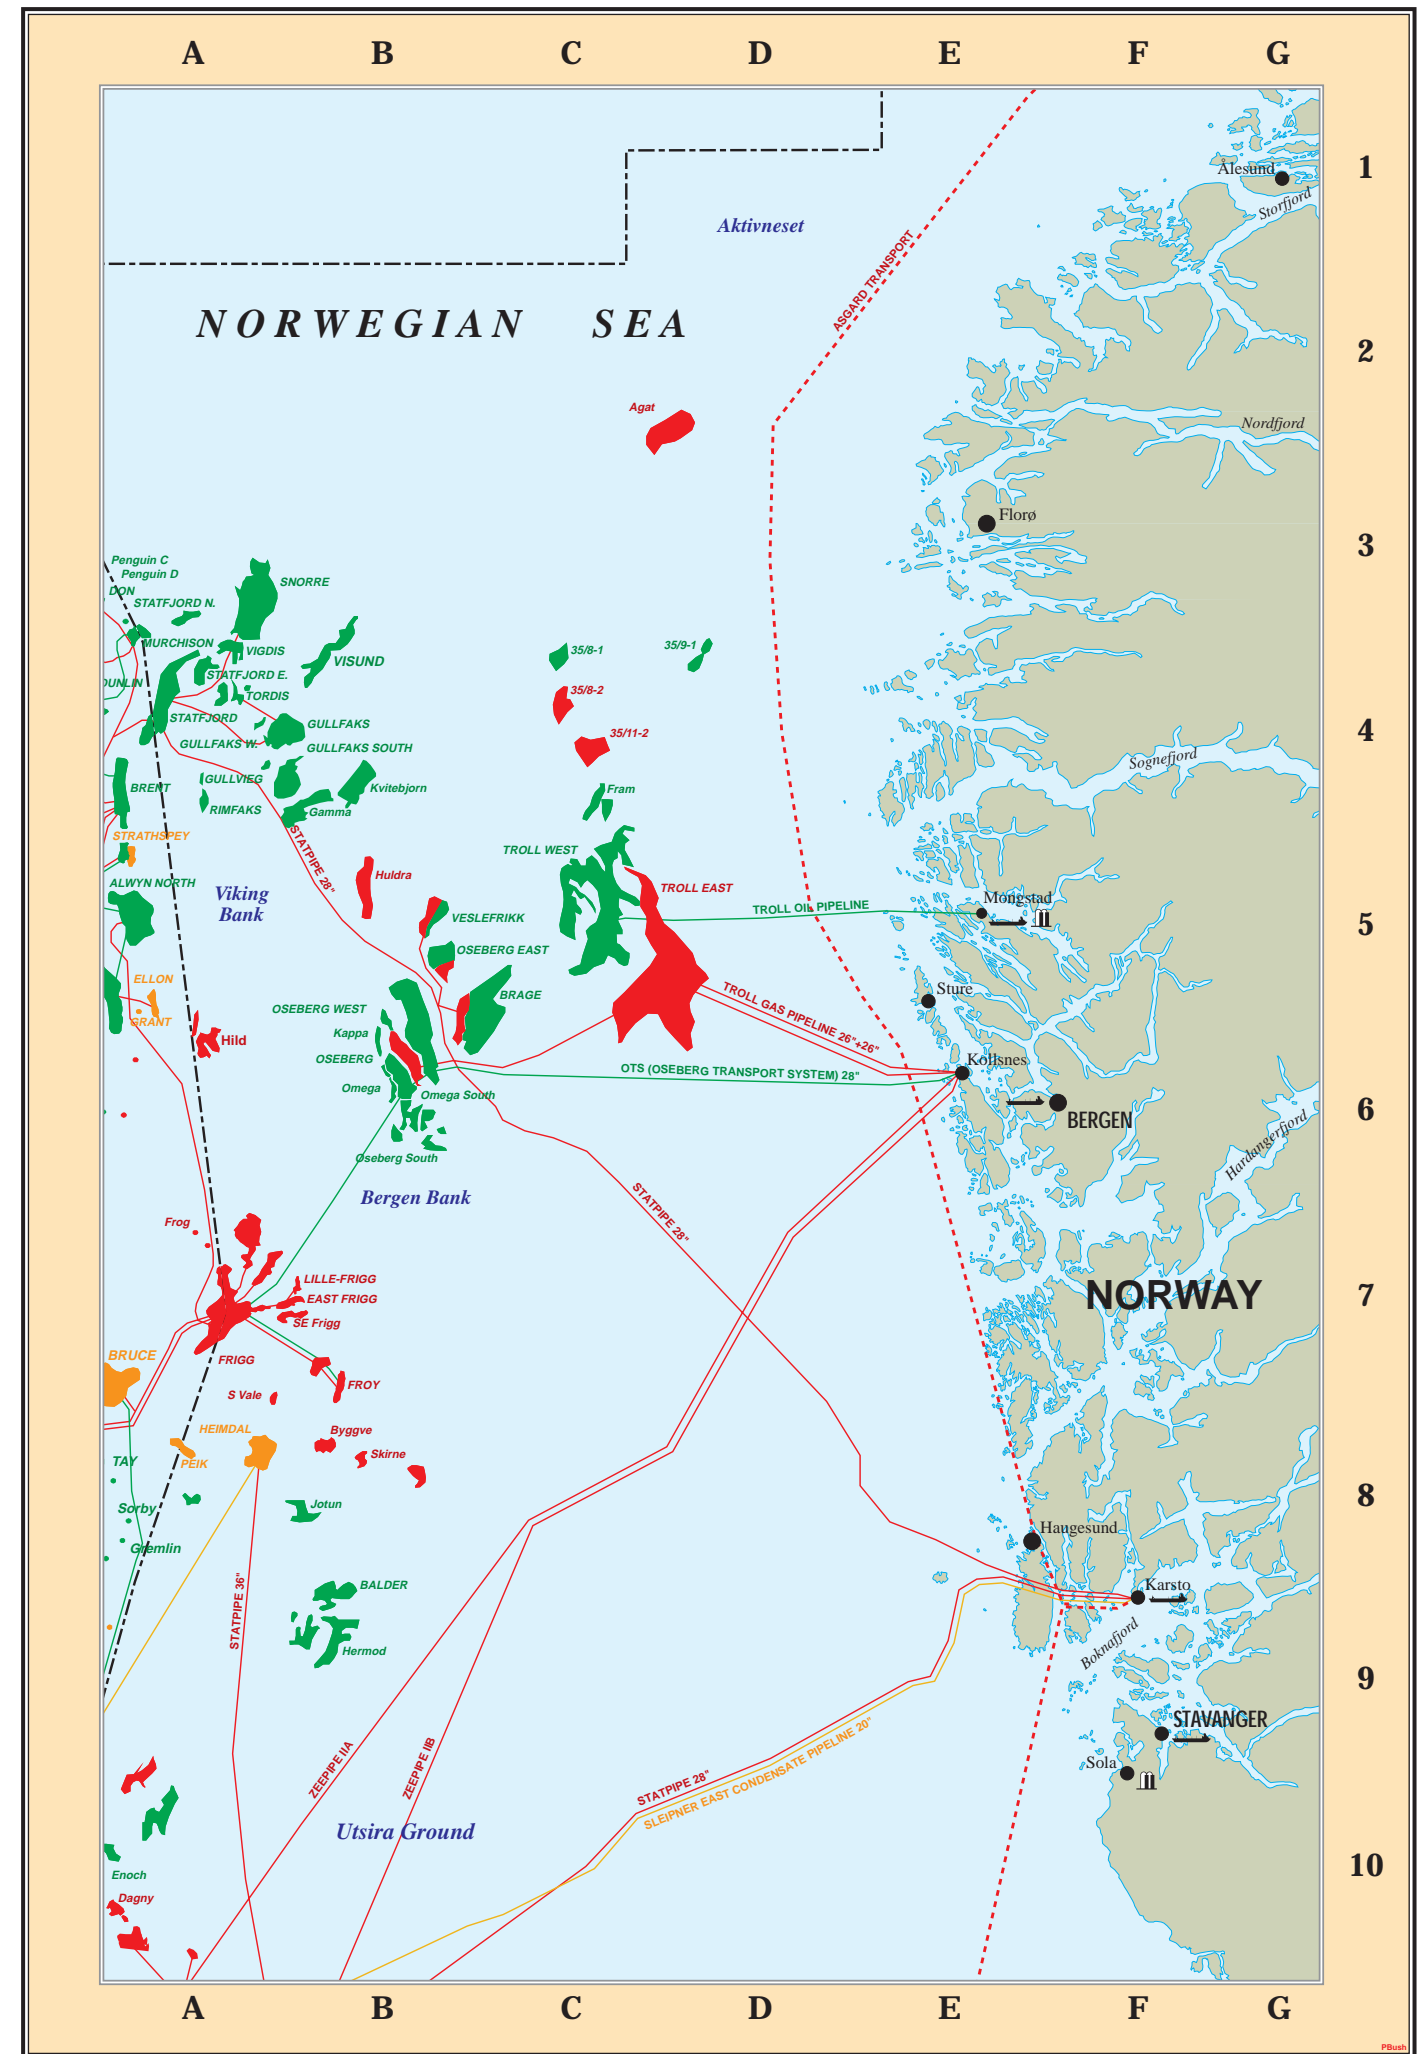 A B C D E F G
1
Ålesund
Storfjord
Aktivneset
ASGARD TRANSPORT
NORWEGIAN SEA
2
Agat
Nordfjord
Florø
3
Penguin C
Penguin D
DON
SNORRE
STATFJORD N.
MURCHISON
VIGDIS
VISUND
35/8-1
35/9-1
STATFJORD E.
DUNLIN
TORDIS
35/8-2
STATFJORD
GULLFAKS
35/11-2
4
GULLFAKS W.
GULLFAKS SOUTH
Sognefjord
GULLVIEG
BRENT
Kvitebjorn
Fram
RIMFAKS
Gamma
STRATHSPEY
STATPIPE 28"
TROLL WEST
Huldra
ALWYN NORTH
TROLL EAST
Viking
Bank
Mongstad
TROLL OIL PIPELINE
VESLEFRIKK
5
OSEBERG EAST
ELLON
Sture
BRAGE
OSEBERG WEST
GRANT
TROLL GAS PIPELINE 26"+26"
Kappa
Hild
OSEBERG
Kollsnes
OTS (OSEBERG TRANSPORT SYSTEM) 28"
Omega
Omega South
6
BERGEN
Hardangerfjord
Oseberg South
Bergen Bank
STATPIPE 28"
Frog
LILLE-FRIGG
EAST FRIGG
NORWAY
7
SE Frigg
BRUCE
FRIGG
FROY
S Vale
HEIMDAL
Byggve
Skirne
TAY
PEIK
8
Sorby
Jotun
Haugesund
Gremlin
BALDER
Karsto
STATPIPE 36"
Boknafjord
Hermod
9
STAVANGER
Sola
ZEEPIPE IIA
ZEEPIPE IIB
STATPIPE 28"
SLEIPNER EAST CONDENSATE PIPELINE 20"
Utsira Ground
10
Enoch
Dagny
A B C D E F G
PBush